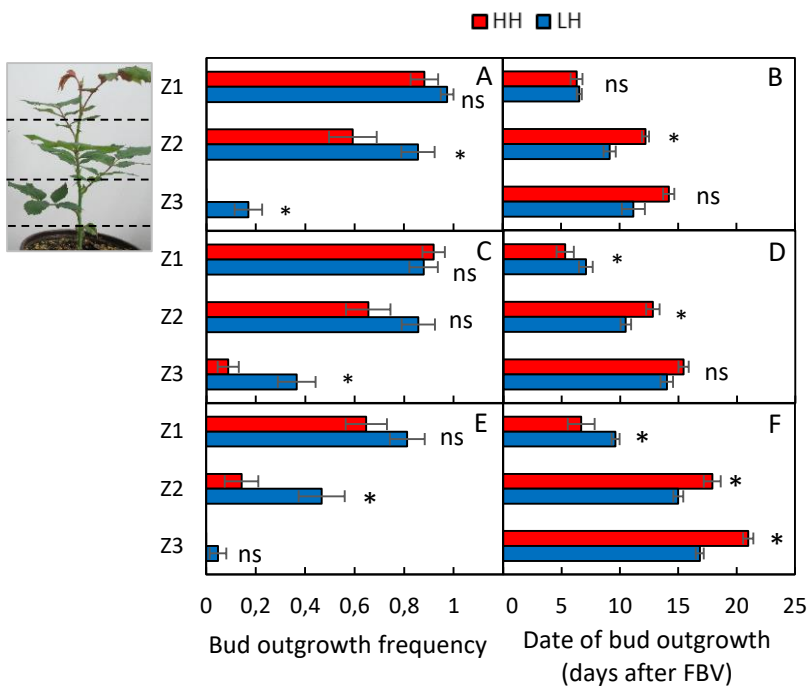 HH LH
A B
Z1 ns ns
Z2 * *
Z3 * ns
C D
Z1 ns *
Z2 ns *
Z3 * ns
E F
Z1 ns *
Z2 * *
Z3 ns *
0 0,2 0,4 0,6 0,8 1 0 5 10 15 20 25
Bud outgrowth frequency Date of bud outgrowth
(days after FBV)